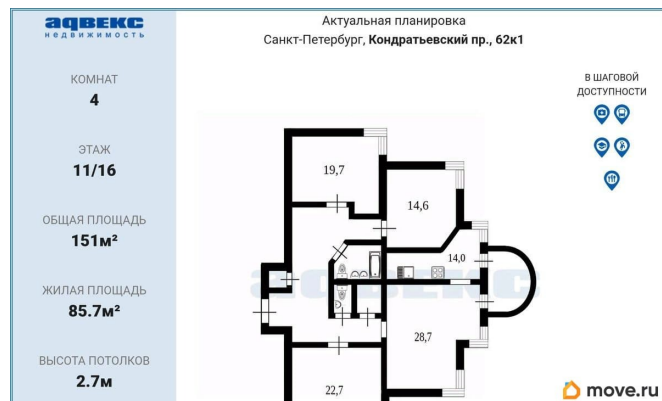 адвекс
НЕДВИЖИМОСТЬ
КОМНАТ
4
ЭТАЖ
11/16
ОБЩАЯ ПЛОЩАДЬ
151м²
ЖИЛАЯ ПЛОЩАДЬ
85.7м²
ВЫСОТА ПОТОЛКОВ
2.7м
Актуальная планировка
Санкт-Петербург, Кондратьевский пр., 62к1
В ШАГОВОЙ
ДОСТУПНОСТИ
19,7
14,6
14,0
адвекс
28,7
22,7
move.ru